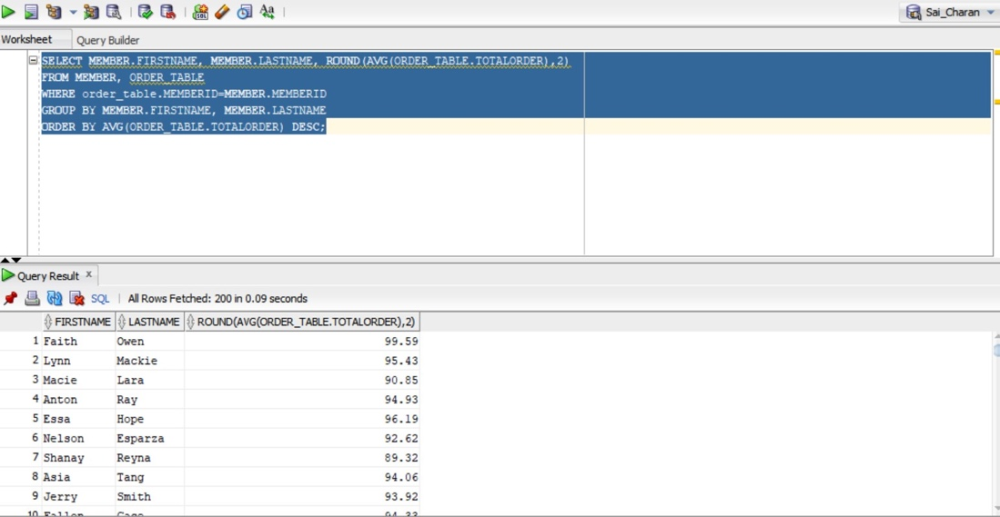 Sai_Charan
Worksheet Query Builder
SELECT MEMBER.FIRSTNAME, MEMBER.LASTNAME, ROUND(AVG(ORDER_TABLE.TOTALORDER),2)
FROM MEMBER, ORDER_TABLE
WHERE order_table.MEMBERID=MEMBER.MEMBERID
GROUP BY MEMBER.FIRSTNAME, MEMBER.LASTNAME
ORDER BY AVG(ORDER_TABLE.TOTALORDER) DESC;
Query Result x
SQL | All Rows Fetched: 200 in 0.09 seconds
FIRSTNAME LASTNAME ROUND(AVG(ORDER_TABLE.TOTALORDER),2)
1 Faith Owen 99.59
2 Lynn Mackie 95.43
3 Macie Lara 90.85
4 Anton Ray 94.93
5 Essa Hope 96.19
6 Nelson Esparza 92.62
7 Shanay Reyna 89.32
8 Asia Tang 94.06
9 Jerry Smith 93.92
10